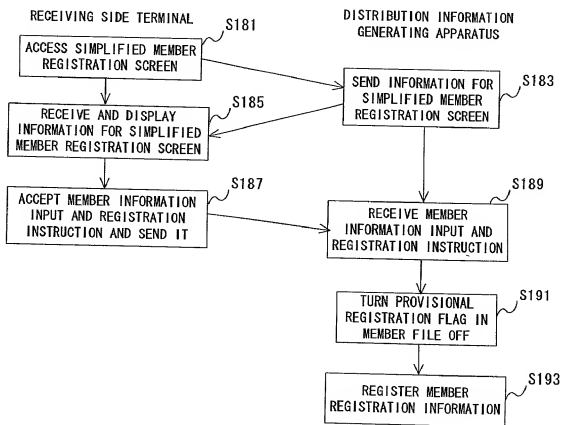 RECEIVING SIDE TERMINAL
DISTRIBUTION INFORMATION
GENERATING APPARATUS
S181
ACCESS SIMPLIFIED MEMBER
REGISTRATION SCREEN
S183
SEND INFORMATION FOR
SIMPLIFIED MEMBER
REGISTRATION SCREEN
S185
RECEIVE AND DISPLAY
INFORMATION FOR SIMPLIFIED
MEMBER REGISTRATION SCREEN
S187
ACCEPT MEMBER INFORMATION
INPUT AND REGISTRATION
INSTRUCTION AND SEND IT
S189
RECEIVE MEMBER
INFORMATION INPUT AND
REGISTRATION INSTRUCTION
S191
TURN PROVISIONAL
REGISTRATION FLAG IN
MEMBER FILE OFF
S193
REGISTER MEMBER
REGISTRATION INFORMATION